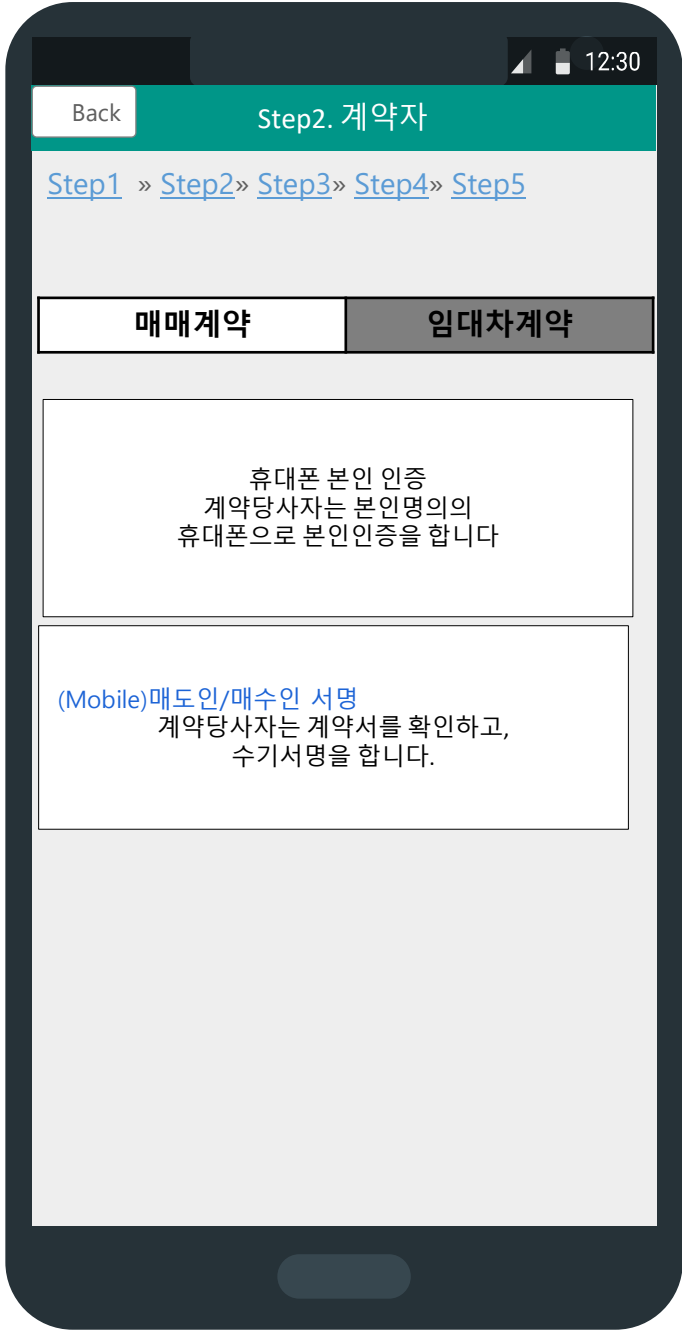 12:30
Back
Step2. 계약자
Step1 » Step2» Step3» Step4» Step5
매매계약 임대차계약
휴대폰 본인 인증
계약당사자는 본인명의의
휴대폰으로 본인인증을 합니다
(Mobile)매도인/매수인 서명
계약당사자는 계약서를 확인하고,
수기서명을 합니다.